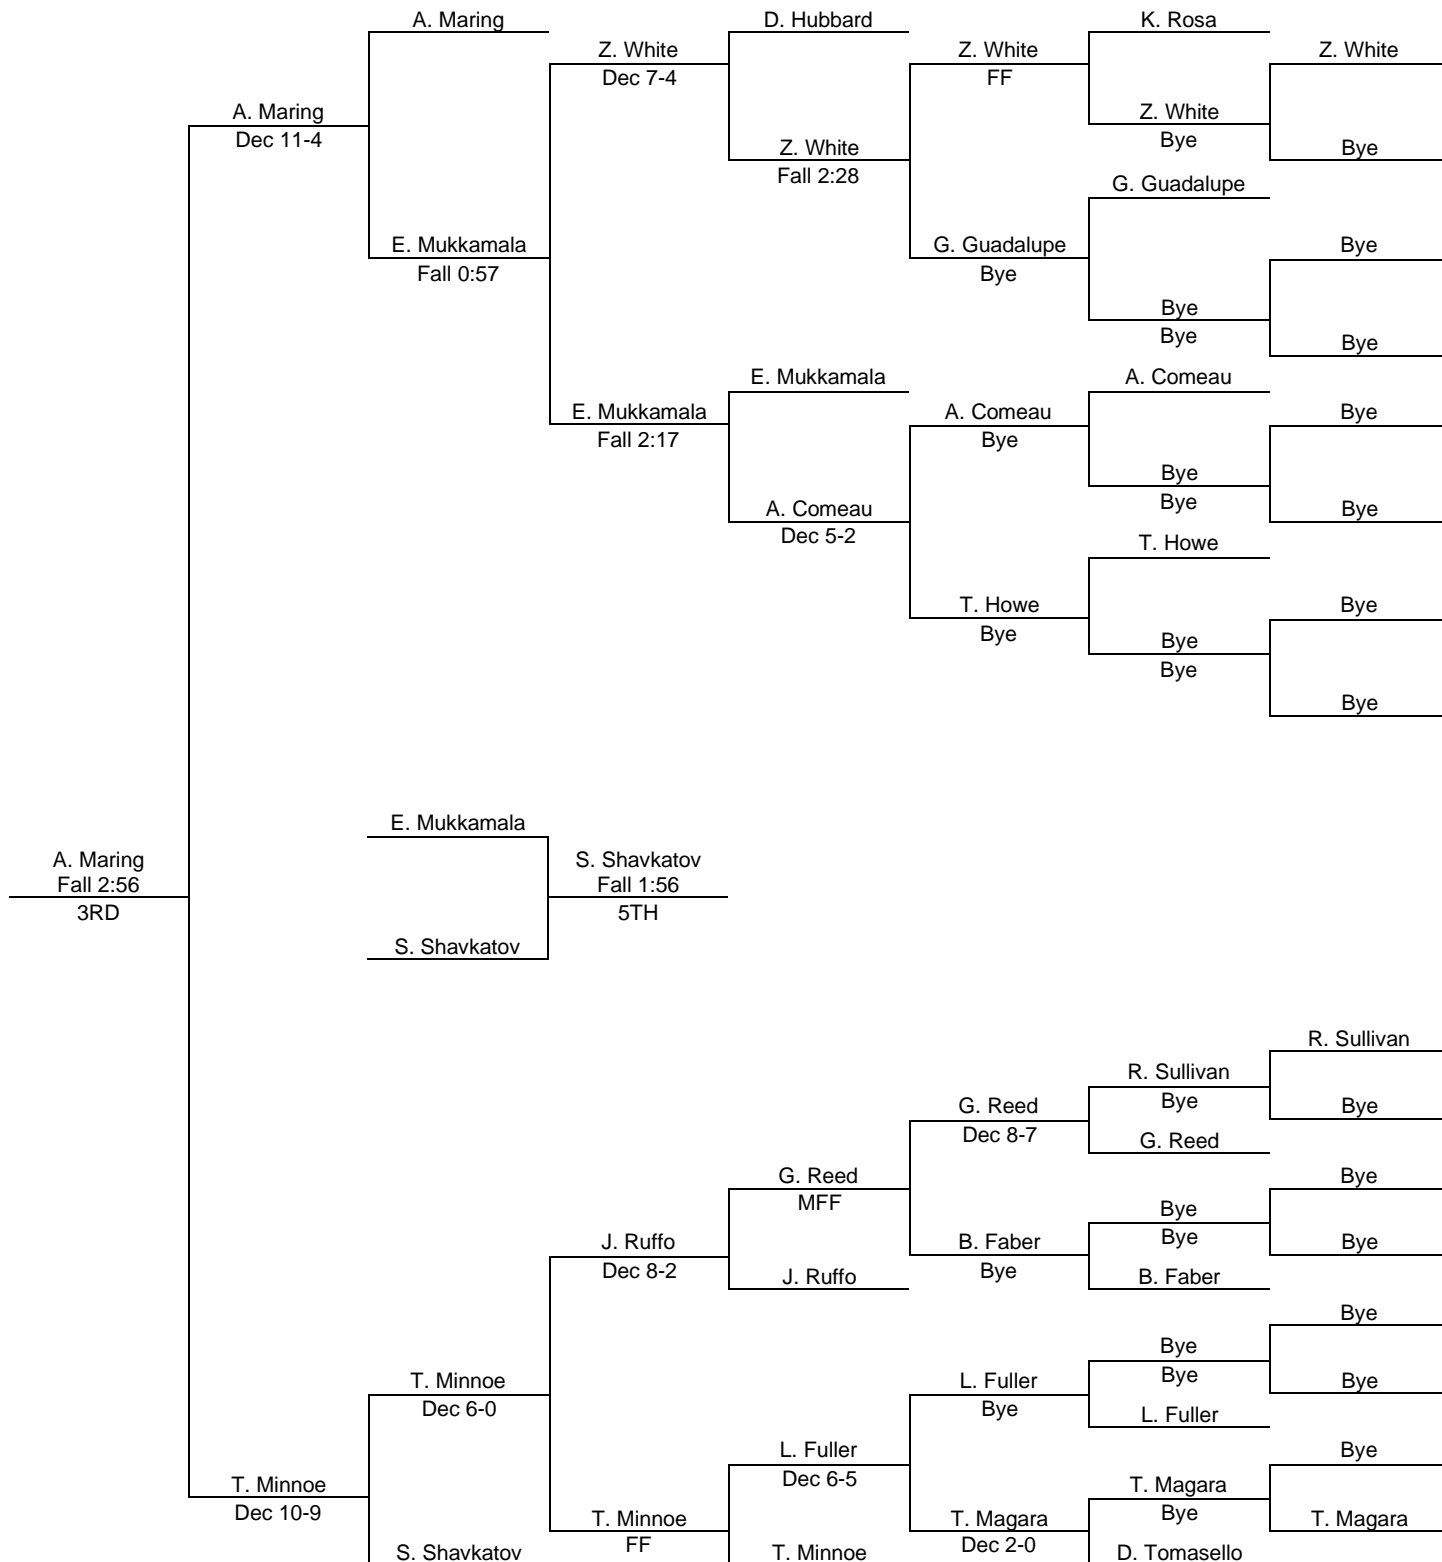 A. Maring
D. Hubbard
K. Rosa
Z. White
Dec 7-4
Z. White
FF
Z. White
A. Maring
Dec 11-4
Z. White
Bye
Z. White
Fall 2:28
Bye
G. Guadalupe
E. Mukkamala
Fall 0:57
G. Guadalupe
Bye
Bye
Bye
Bye
Bye
E. Mukkamala
A. Comeau
E. Mukkamala
Fall 2:17
A. Comeau
Bye
Bye
Bye
Bye
A. Comeau
Dec 5-2
Bye
T. Howe
T. Howe
Bye
Bye
Bye
Bye
Bye
E. Mukkamala
A. Maring
Fall 2:56
3RD
S. Shavkatov
Fall 1:56
5TH
S. Shavkatov
R. Sullivan
R. Sullivan
Bye
G. Reed
Dec 8-7
Bye
G. Reed
G. Reed
MFF
Bye
Bye
Bye
J. Ruffo
Dec 8-2
B. Faber
Bye
Bye
J. Ruffo
B. Faber
Bye
Bye
Bye
T. Minnoe
Dec 6-0
L. Fuller
Bye
Bye
L. Fuller
L. Fuller
Dec 6-5
Bye
T. Minnoe
Dec 10-9
T. Magara
Bye
T. Minnoe
FF
T. Magara
Dec 2-0
T. Magara
S. Shavkatov
T. Minnoe
D. Tomasello